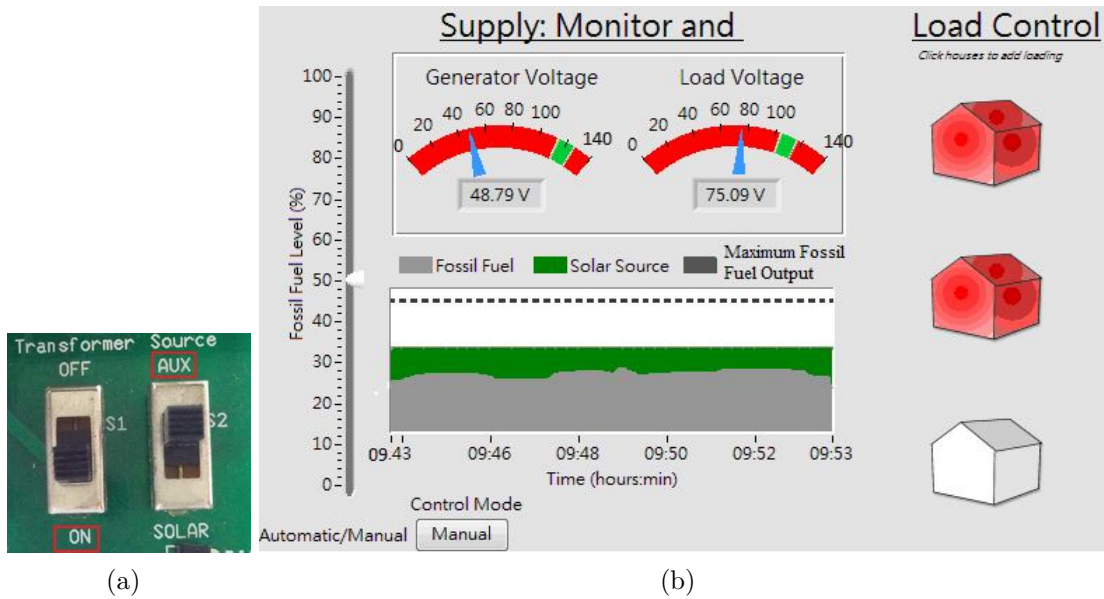 Transformer Source
OFF AUX
S1 S2
ON SOLAR
(a)
Supply: Monitor and
Load Control
Click houses to add loading
Generator Voltage
0 20 40 60 80 100 140
48.79 V
Load Voltage
0 20 40 60 80 100 140
75.09 V
Fossil Fuel Level (%)
100
90
80
70
60
50
40
30
20
10
0
Fossil Fuel
Solar Source
Maximum Fossil
Fuel Output
09:43 09:46 09:48 09:50 09:52 09:53
Time (hours:min)
Control Mode
Automatic/Manual Manual
(b)